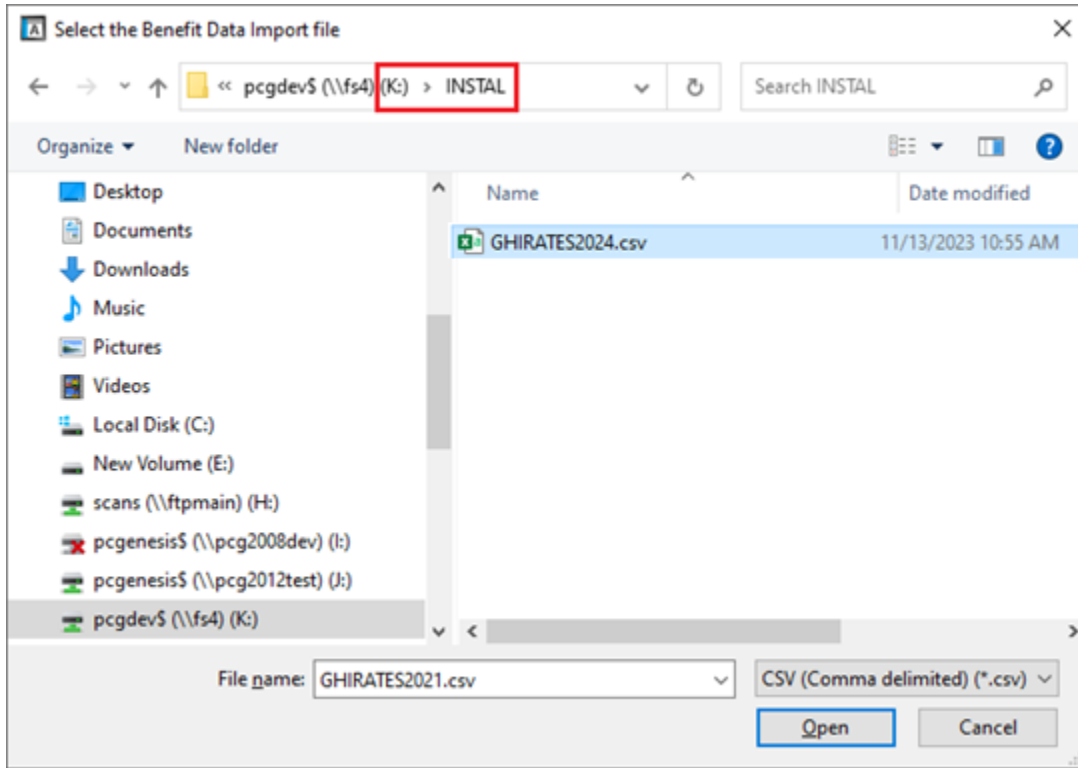 Select the Benefit Data Import file
« pcgdev$ (\\fs4) (K:) › INSTAL
Search INSTAL
Organize
New folder
Name
Date modified
Desktop
Documents
Downloads
Music
Pictures
Videos
Local Disk (C:)
New Volume (E:)
scans (\\ftpmain) (H:)
pcgenesis$ (\\pcg2008dev) (I:)
pcgenesis$ (\\pcg2012test) (J:)
pcgdev$ (\\fs4) (K:)
GHIRATES2024.csv
11/13/2023 10:55 AM
File name:
GHIRATES2021.csv
CSV (Comma delimited) (*.csv)
Open
Cancel